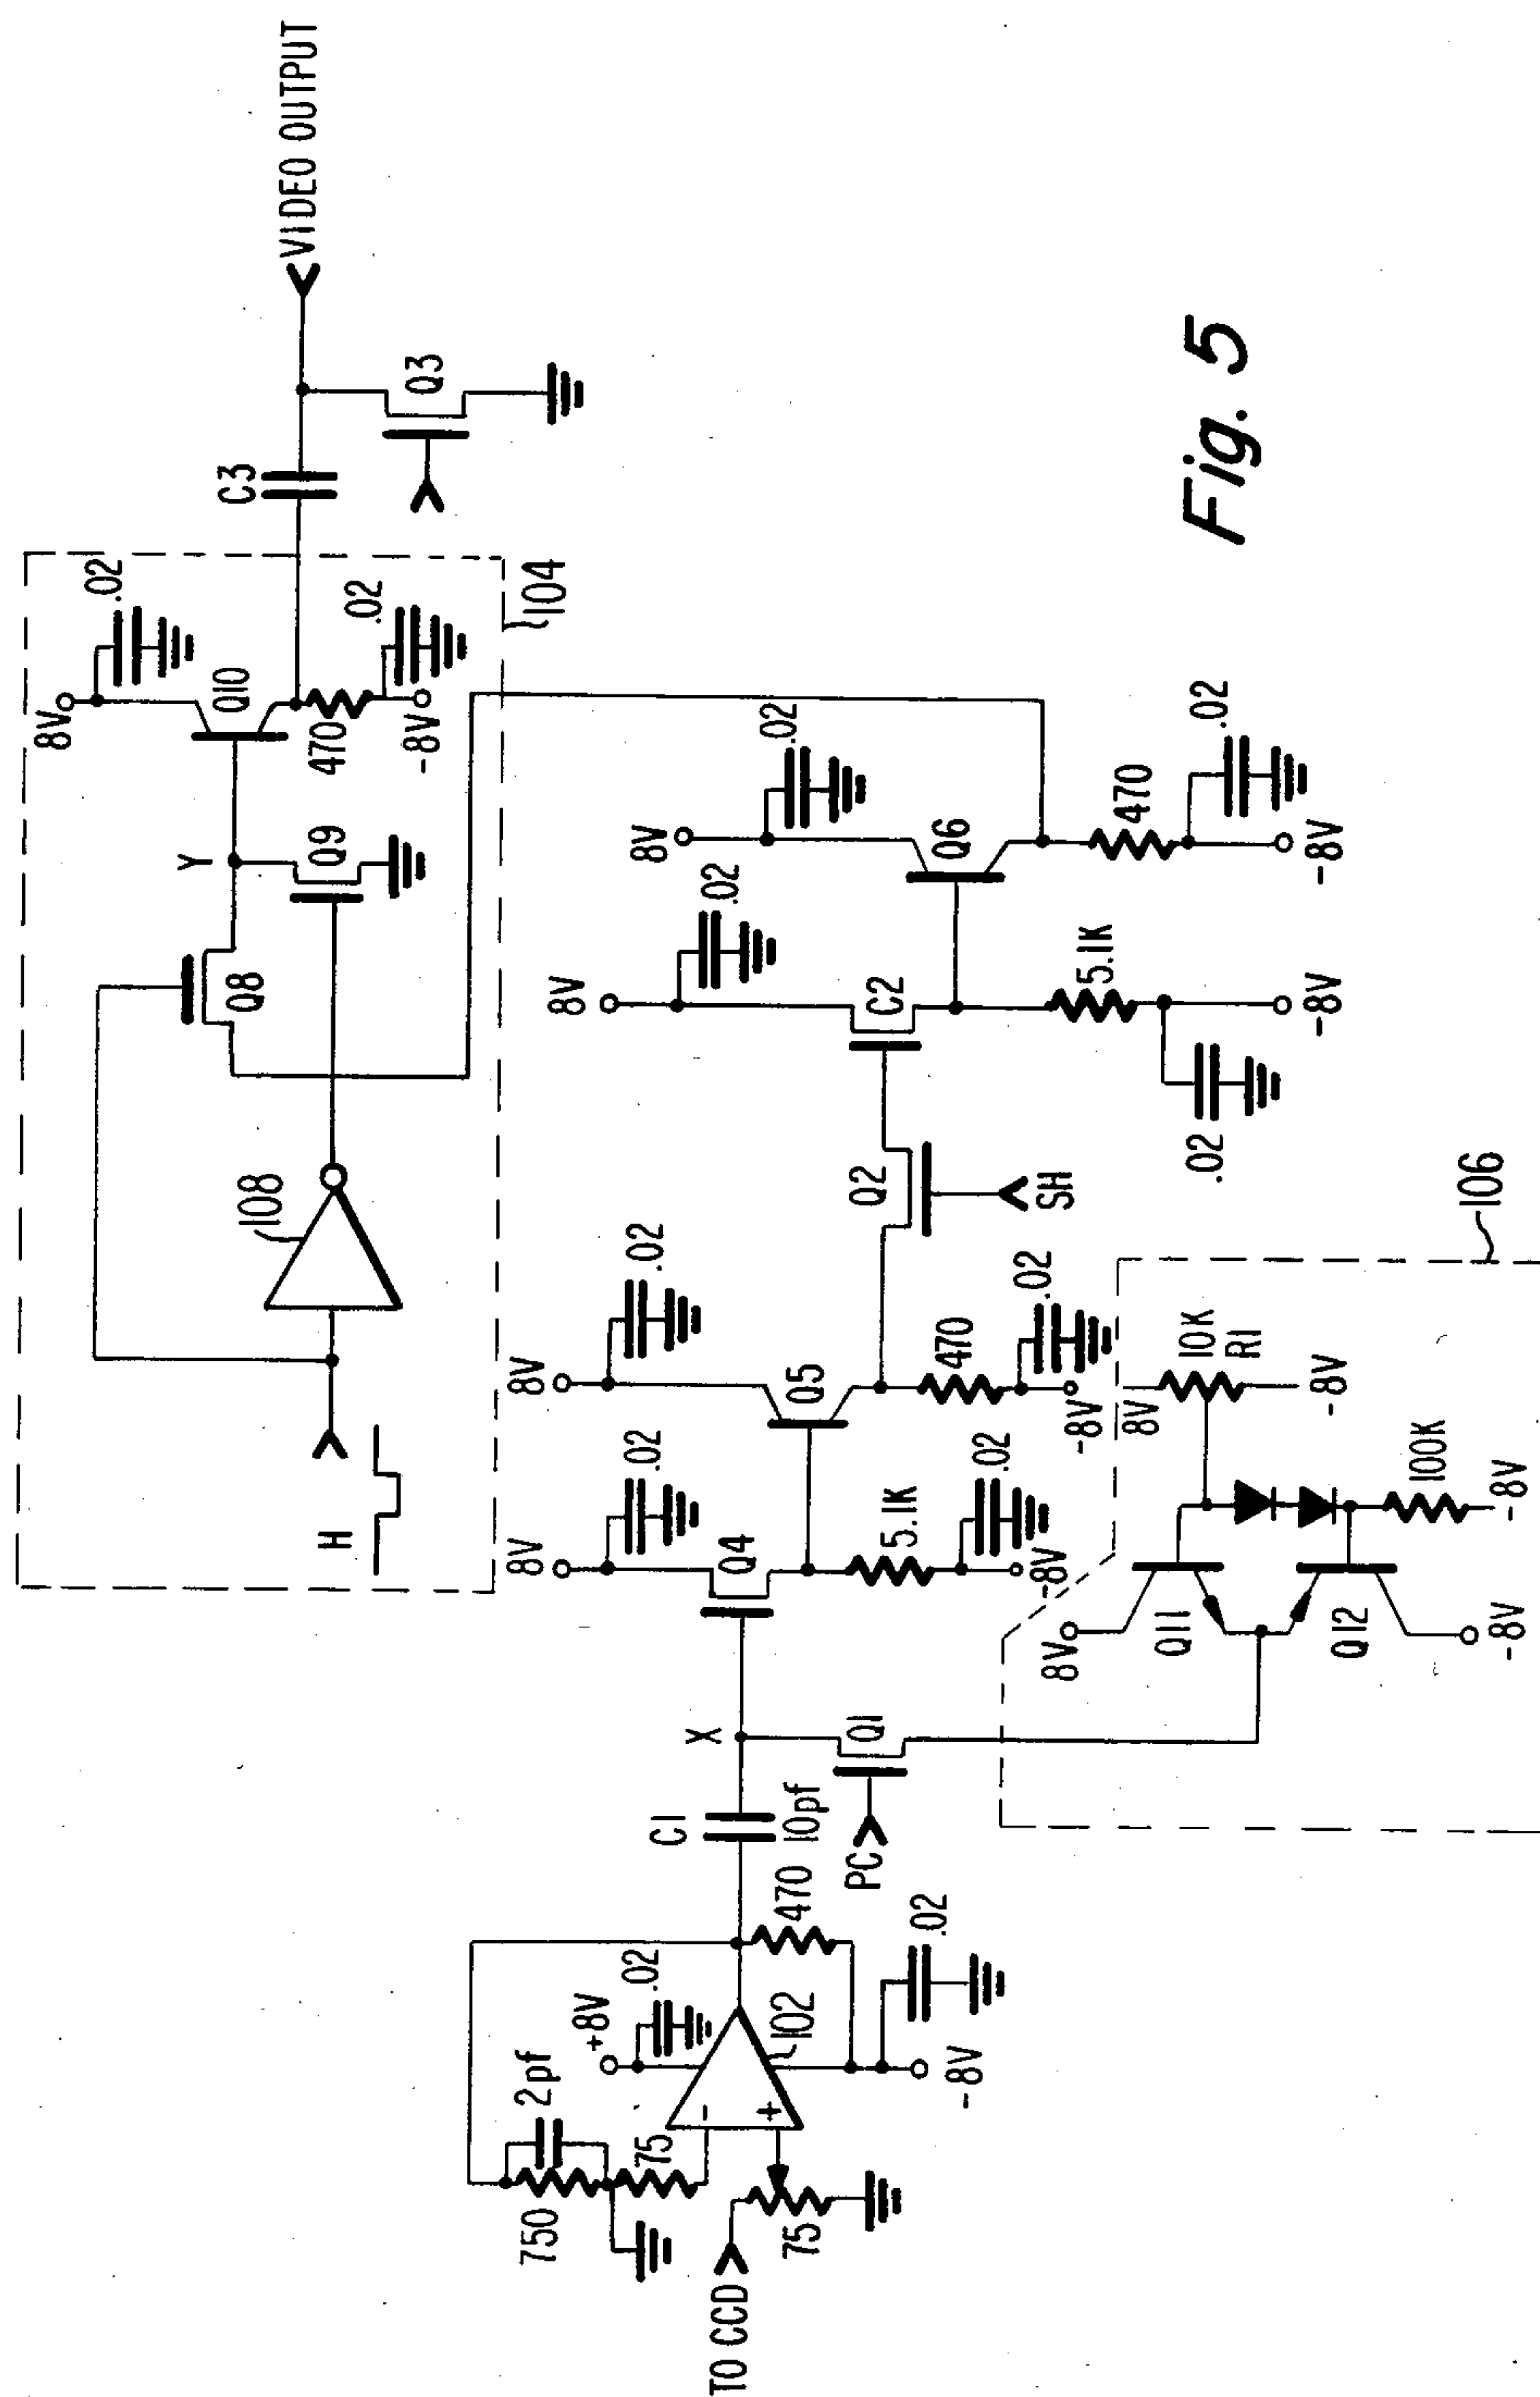 VIDEO OUTPUT
8V
.02
Q10
C3
Q3
470
.02
-8V
104
Y
Q9
Q8
108
H
8V
.02
Q6
470
.02
-8V
8V
.02
C2
5.1K
.02
-8V
Q2
SH
8V
.02
Q5
470
.02
-8V
8V
.02
Q4
5.1K
.02
-8V
106
8V
10K
R1
-8V
100K
-8V
8V
Q11
Q12
-8V
X
Q1
PC
C1
10pf
470
.02
+8V
.02
102
-8V
2pf
750
75
-
+
75
TO CCD
Fig. 5